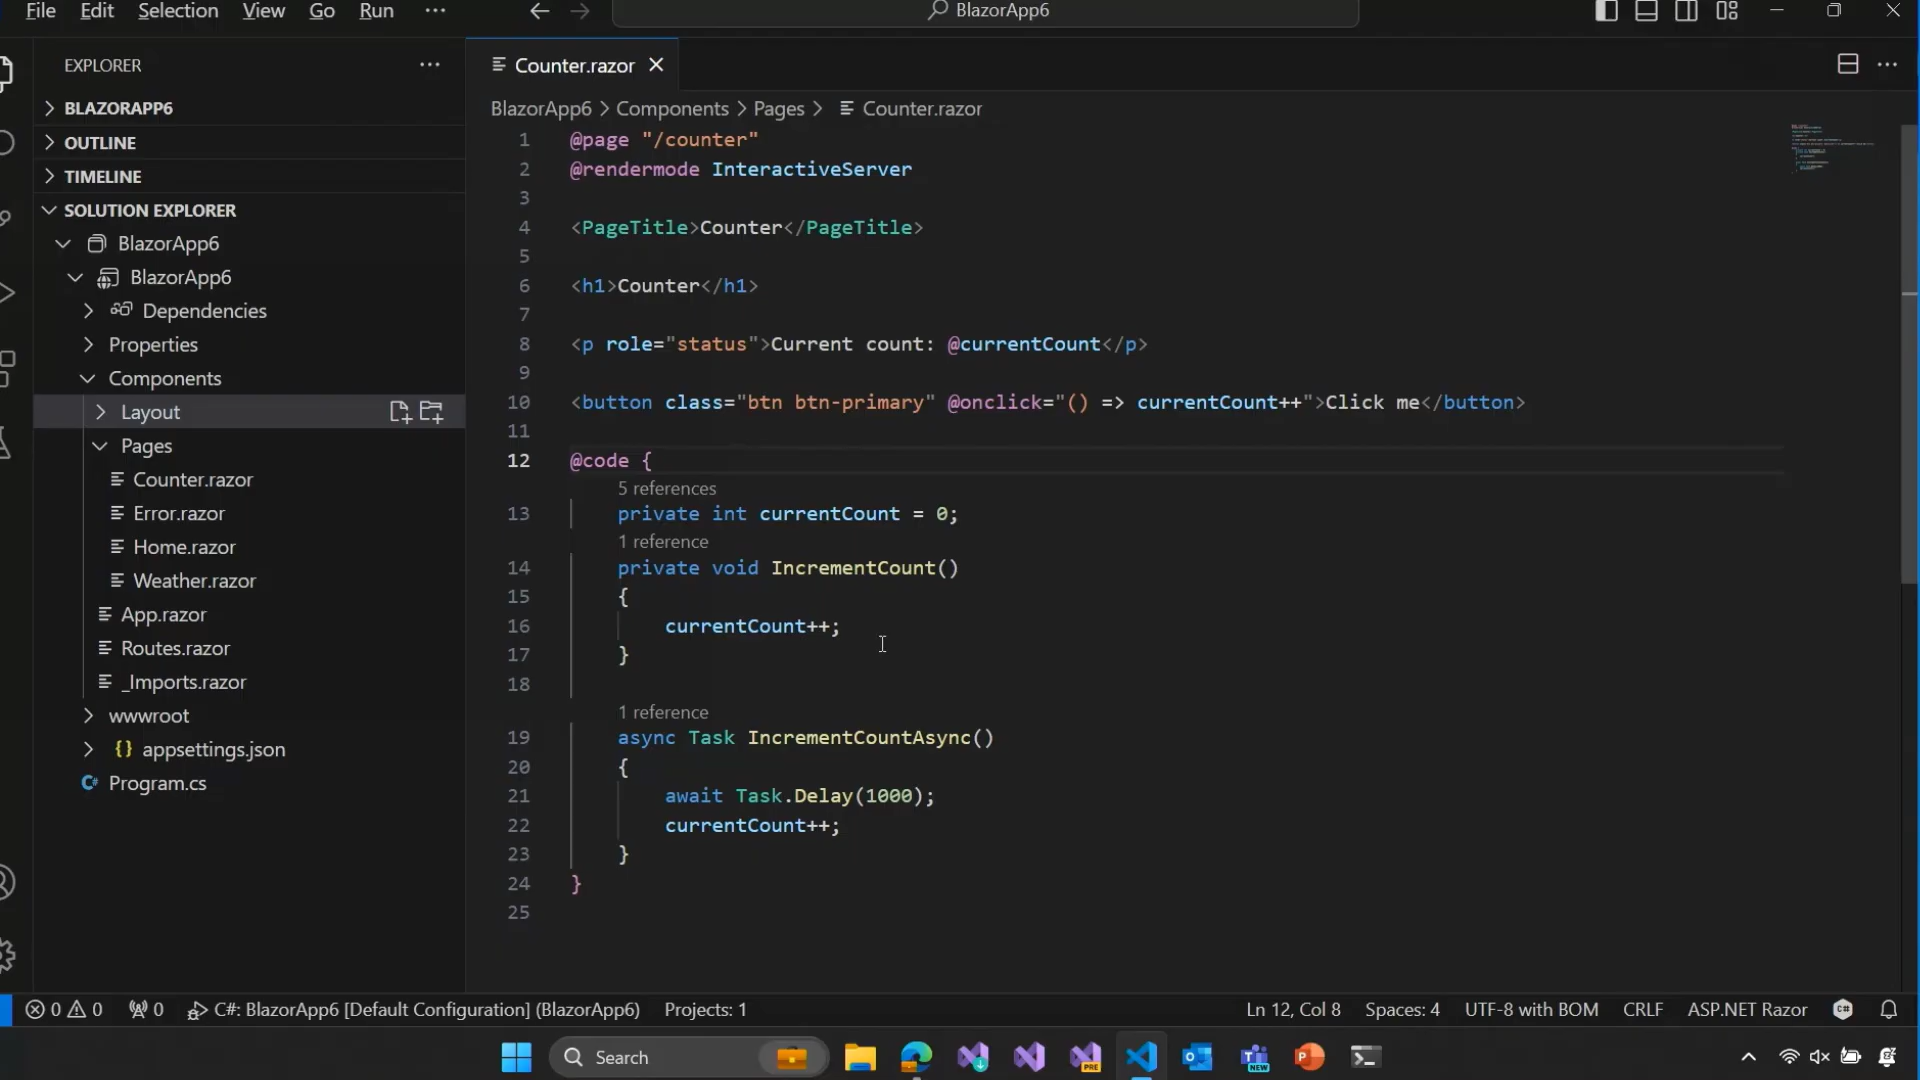 File Edit Selection View Go Run ··· BlazorApp6
EXPLORER ···
BLAZORAPP6
OUTLINE
TIMELINE
SOLUTION EXPLORER
BlazorApp6
BlazorApp6
Dependencies
Properties
Components
Layout
Pages
Counter.razor
Error.razor
Home.razor
Weather.razor
App.razor
Routes.razor
_Imports.razor
wwwroot
{} appsettings.json
C# Program.cs
Counter.razor
BlazorApp6 > Components > Pages > Counter.razor
1 @page "/counter"
2 @rendermode InteractiveServer
3
4 <PageTitle>Counter</PageTitle>
5
6 <h1>Counter</h1>
7
8 <p role="status">Current count: @currentCount</p>
9
10 <button class="btn btn-primary" @onclick="() => currentCount++">Click me</button>
11
12 @code {
5 references
13 private int currentCount = 0;
1 reference
14 private void IncrementCount()
15 {
16 currentCount++;
17 }
18
1 reference
19 async Task IncrementCountAsync()
20 {
21 await Task.Delay(1000);
22 currentCount++;
23 }
24 }
25
0 0 0 C#: BlazorApp6 [Default Configuration] (BlazorApp6) Projects: 1 Ln 12, Col 8 Spaces: 4 UTF-8 with BOM CRLF ASP.NET Razor
Search PRE NEW